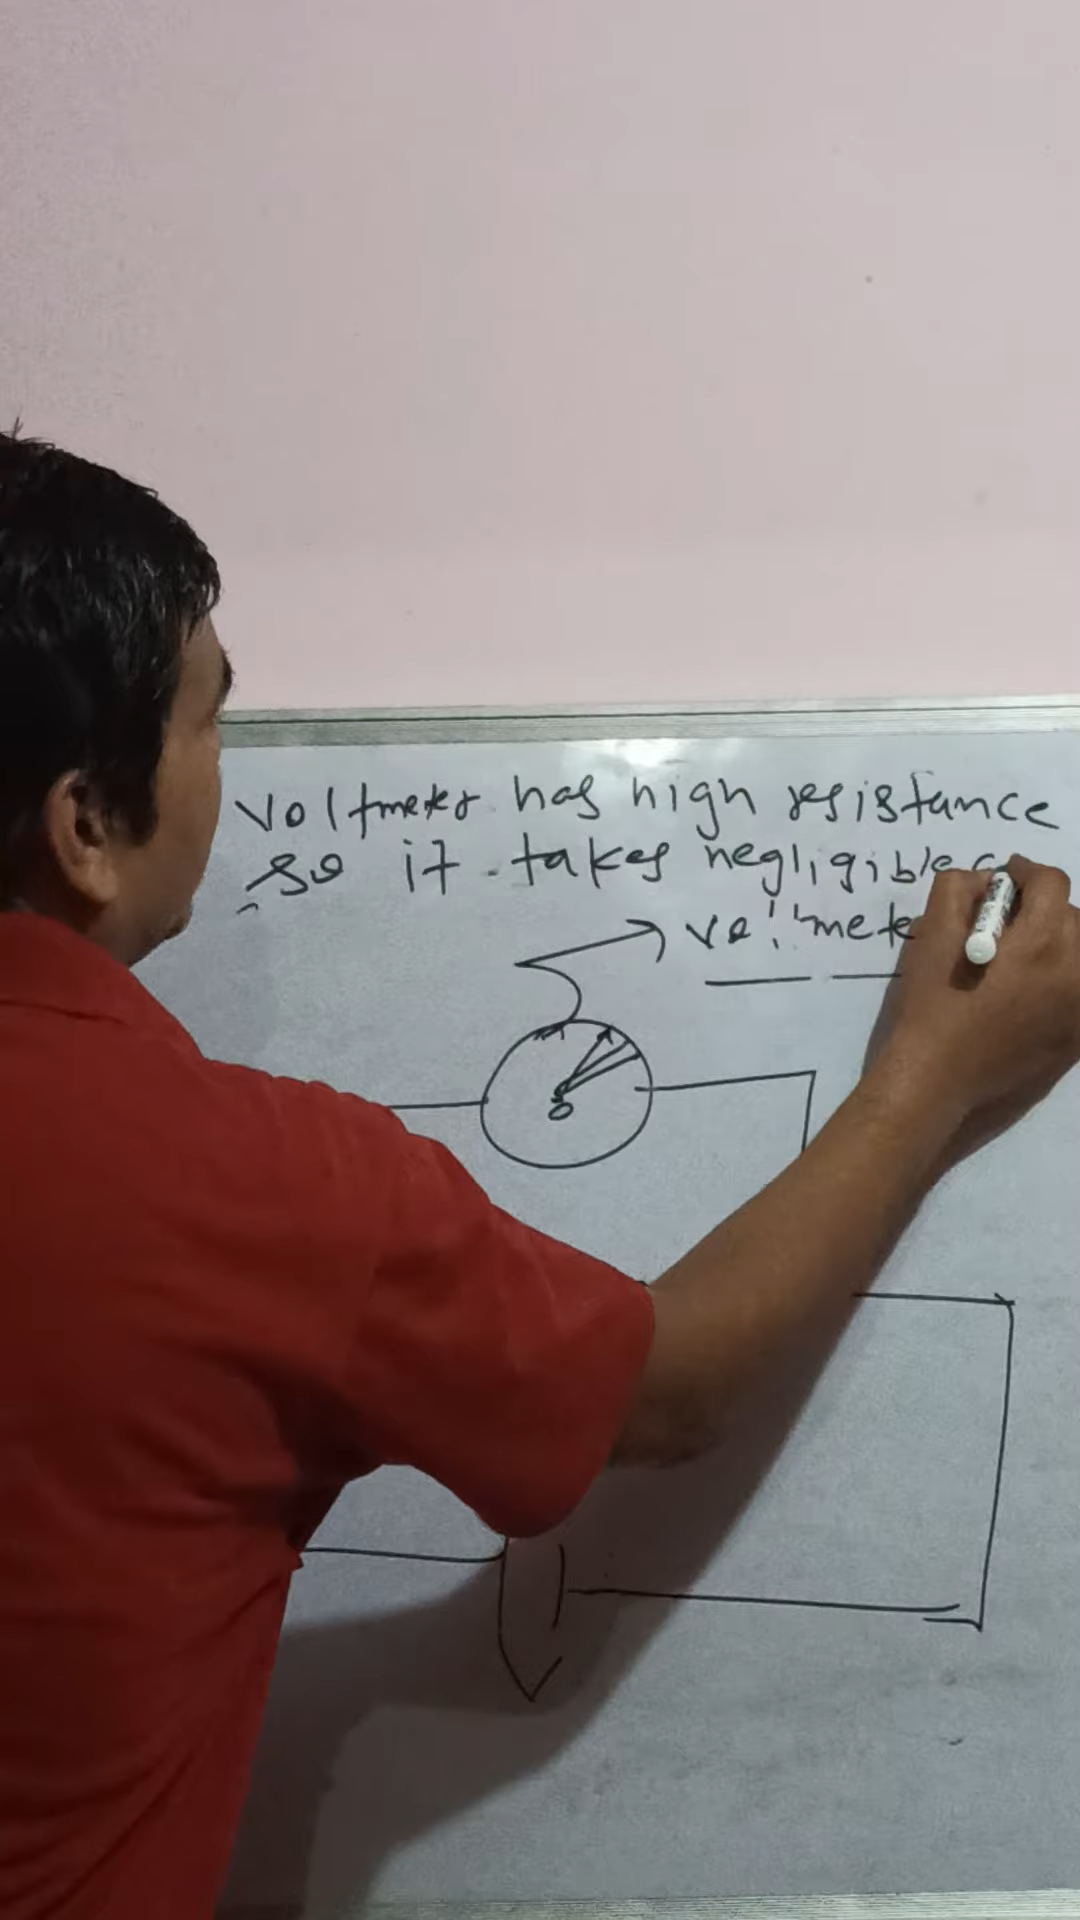 Voltmeter has high resistance
so it takes negligible c
voltmete